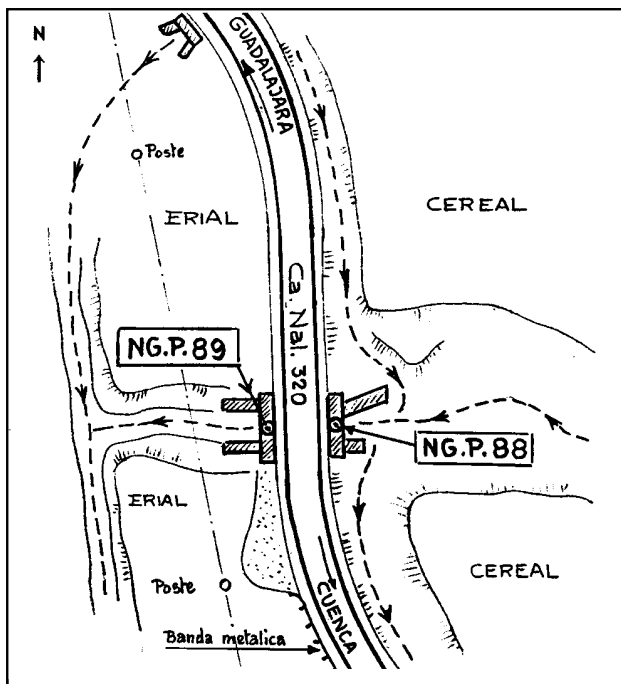 N
GUADALAJARA
Poste
ERIAL
CEREAL
Ca. Nal. 320
NG.P. 89
NG.P. 88
ERIAL
CEREAL
Poste
CUENCA
Banda metalica